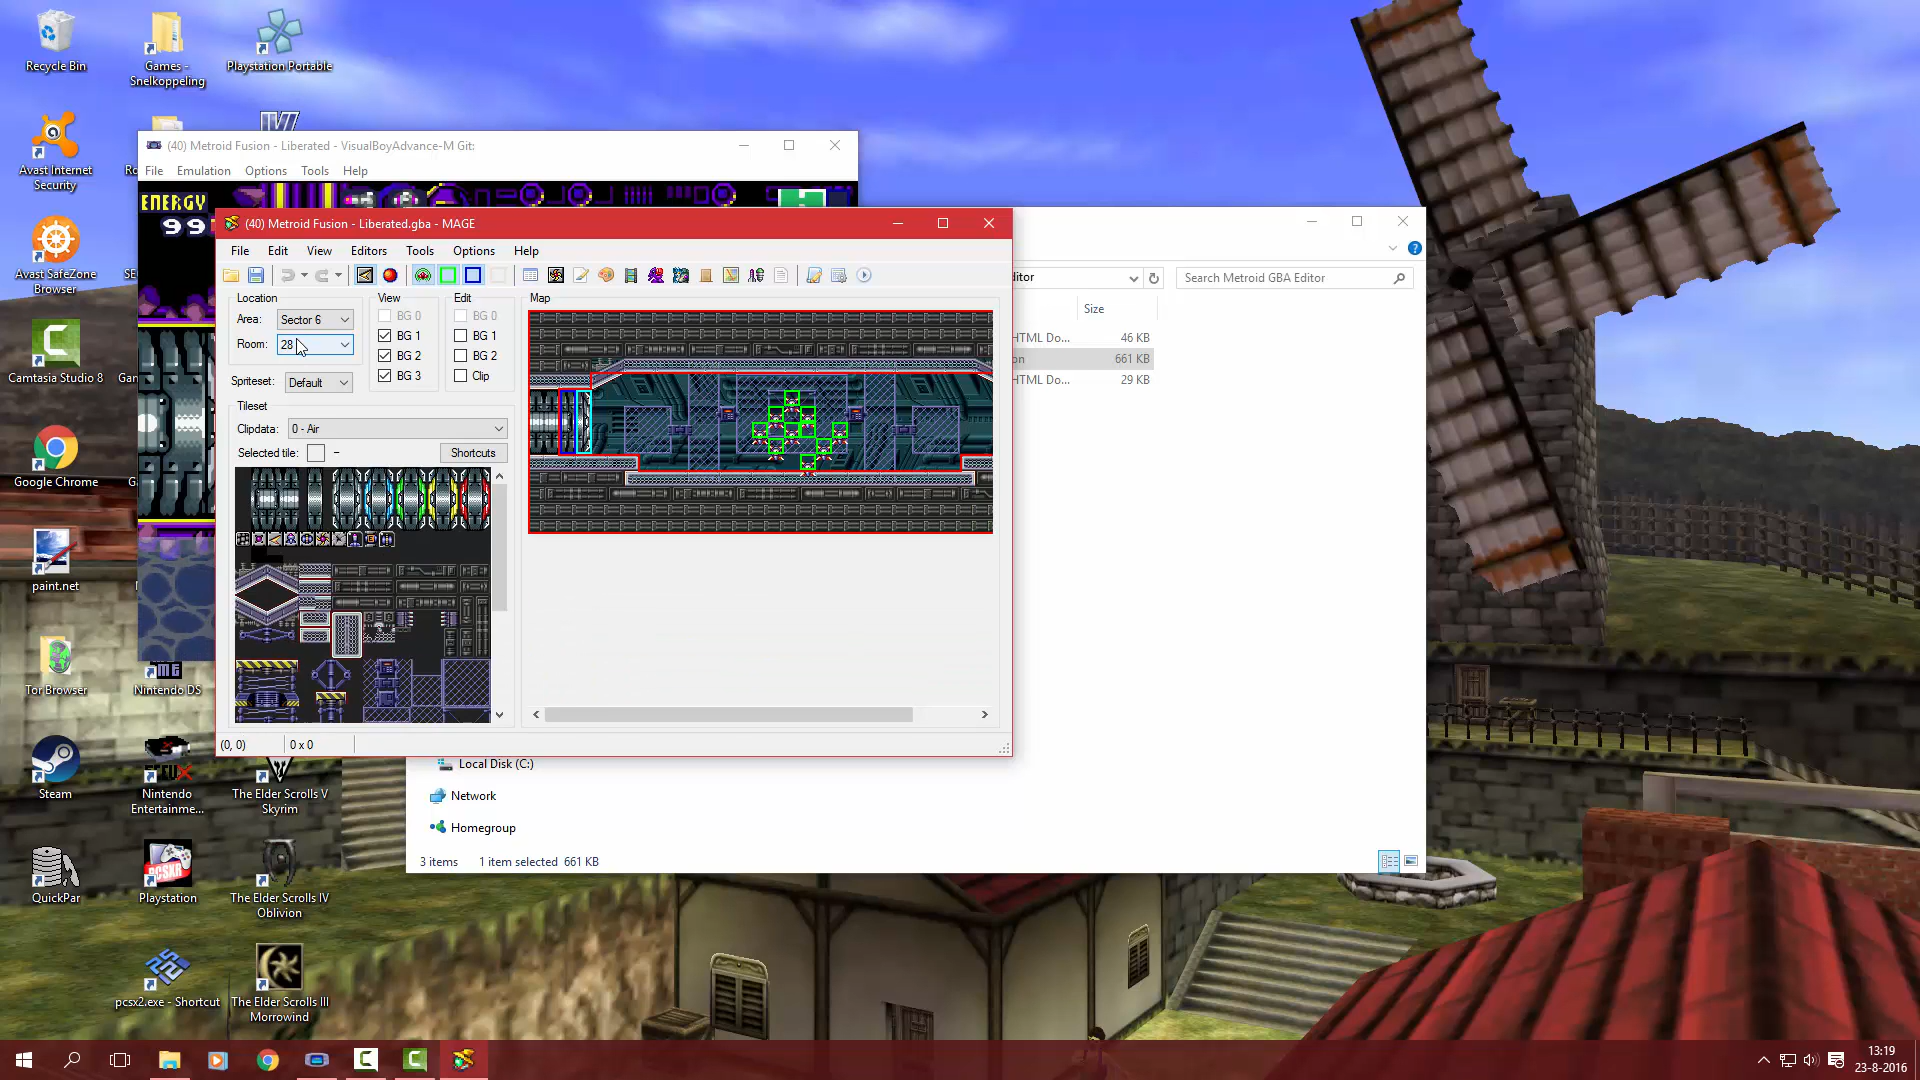 Recycle Bin
Games -
Snelkoppeling
Playstation Portable
Avast Internet
Security
Avast SafeZone
Browser
Camtasia Studio 8
Google Chrome
paint.net
Tor Browser
Nintendo DS
Steam
Nintendo
Entertainme...
The Elder Scrolls V
Skyrim
QuickPar
Playstation
The Elder Scrolls IV
Oblivion
pcsx2.exe - Shortcut
The Elder Scrolls III
Morrowind
(40) Metroid Fusion - Liberated - VisualBoyAdvance-M Git:
File Emulation Options Tools Help
ENERGY
99
(40) Metroid Fusion - Liberated.gba - MAGE
File Edit View Editors Tools Options Help
Location
Area: Sector 6
Room: 28
Spriteset: Default
View
BG 0
BG 1
BG 2
BG 3
Edit
BG 0
BG 1
BG 2
Clip
Map
Tileset
Clipdata: 0 - Air
Selected tile: – Shortcuts
(0, 0) 0 x 0
Search Metroid GBA Editor
Size
HTML Do... 46 KB
661 KB
HTML Do... 29 KB
Local Disk (C:)
Network
Homegroup
3 items 1 item selected 661 KB
13:19
23-8-2016